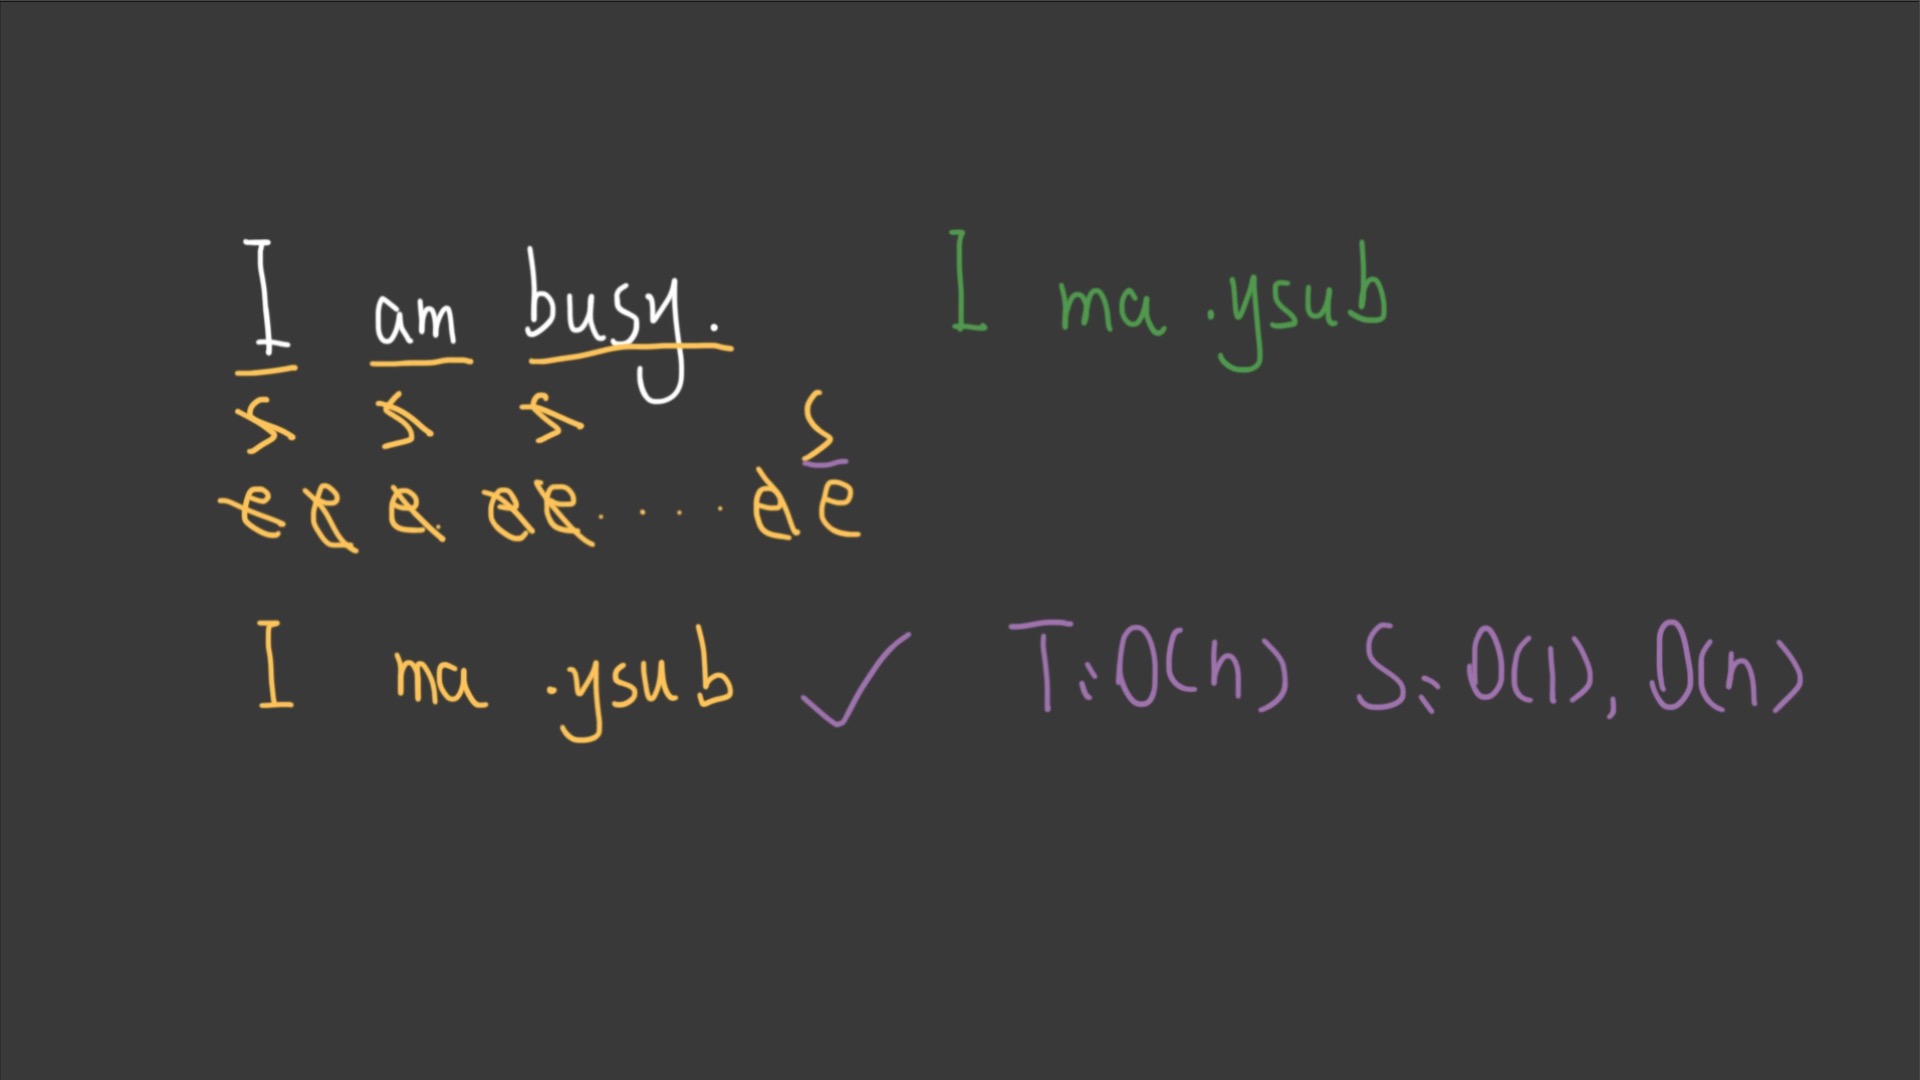 I am busy.
I ma .ysub
s s s s
e e e e e . . . . e e
I ma .ysub ✓ T: O(n) S: O(1), O(n)